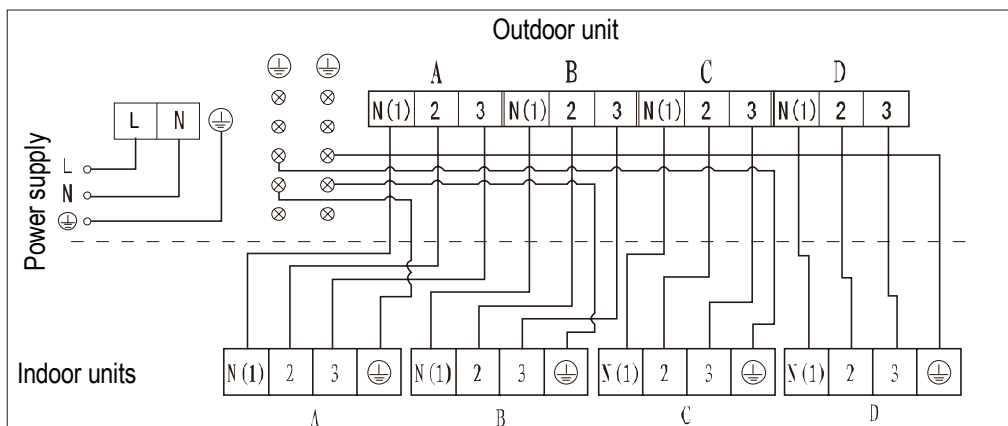 Outdoor unit
A B C D
N(1) 2 3 N(1) 2 3 N(1) 2 3 N(1) 2 3
L N
Power supply
L
N
Indoor units
N(1) 2 3 N(1) 2 3 N(1) 2 3 N(1) 2 3
A B C D